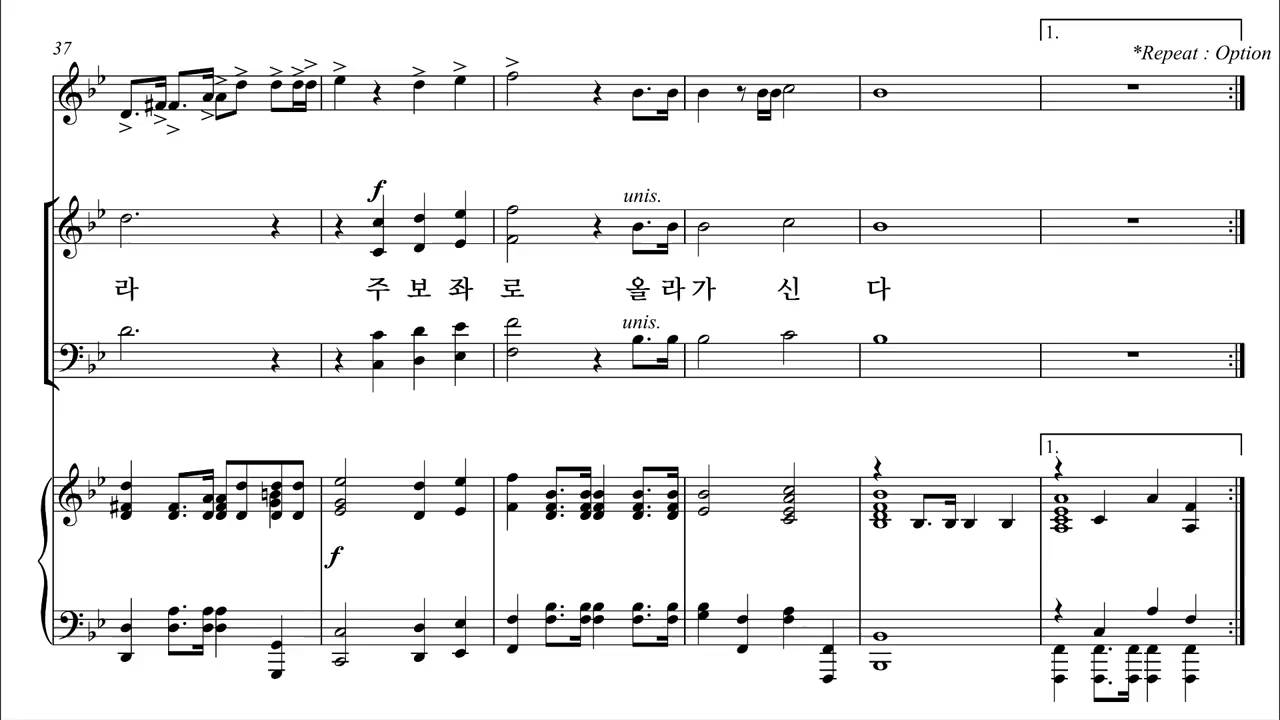 37
1.
*Repeat : Option
f
unis.
라 주 보 좌 로 올 라 가 신 다
unis.
1.
f